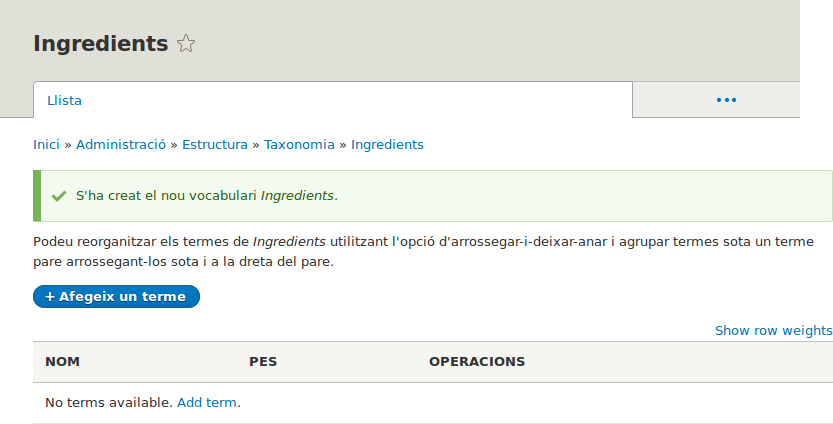 Ingredients
Llista
Inici » Administració » Estructura » Taxonomia » Ingredients
S'ha creat el nou vocabulari Ingredients.
Podeu reorganitzar els termes de Ingredients utilitzant l'opció d'arrossegar-i-deixar-anar i agrupar termes sota un terme
pare arrossegant-los sota i a la dreta del pare.
+ Afegeix un terme
Show row weights
NOM PES OPERACIONS
No terms available. Add term.